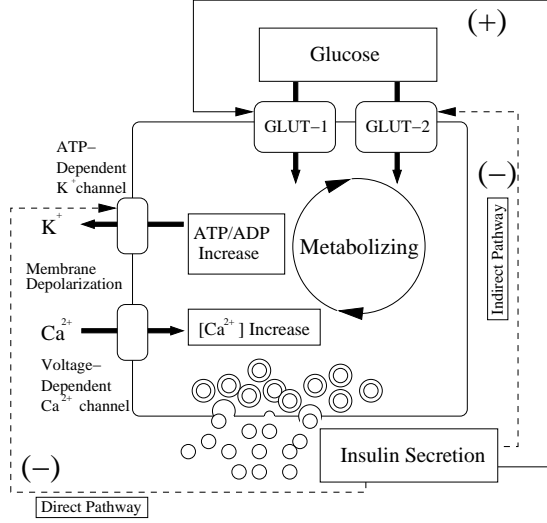 (+)
Glucose
GLUT−1
GLUT−2
ATP−
Dependent
K⁺channel
(−)
Indirect Pathway
K⁺
ATP/ADP
Increase
Metabolizing
Membrane
Depolarization
Ca²⁺
[Ca²⁺] Increase
Voltage−
Dependent
Ca²⁺ channel
(−)
Insulin Secretion
Direct Pathway